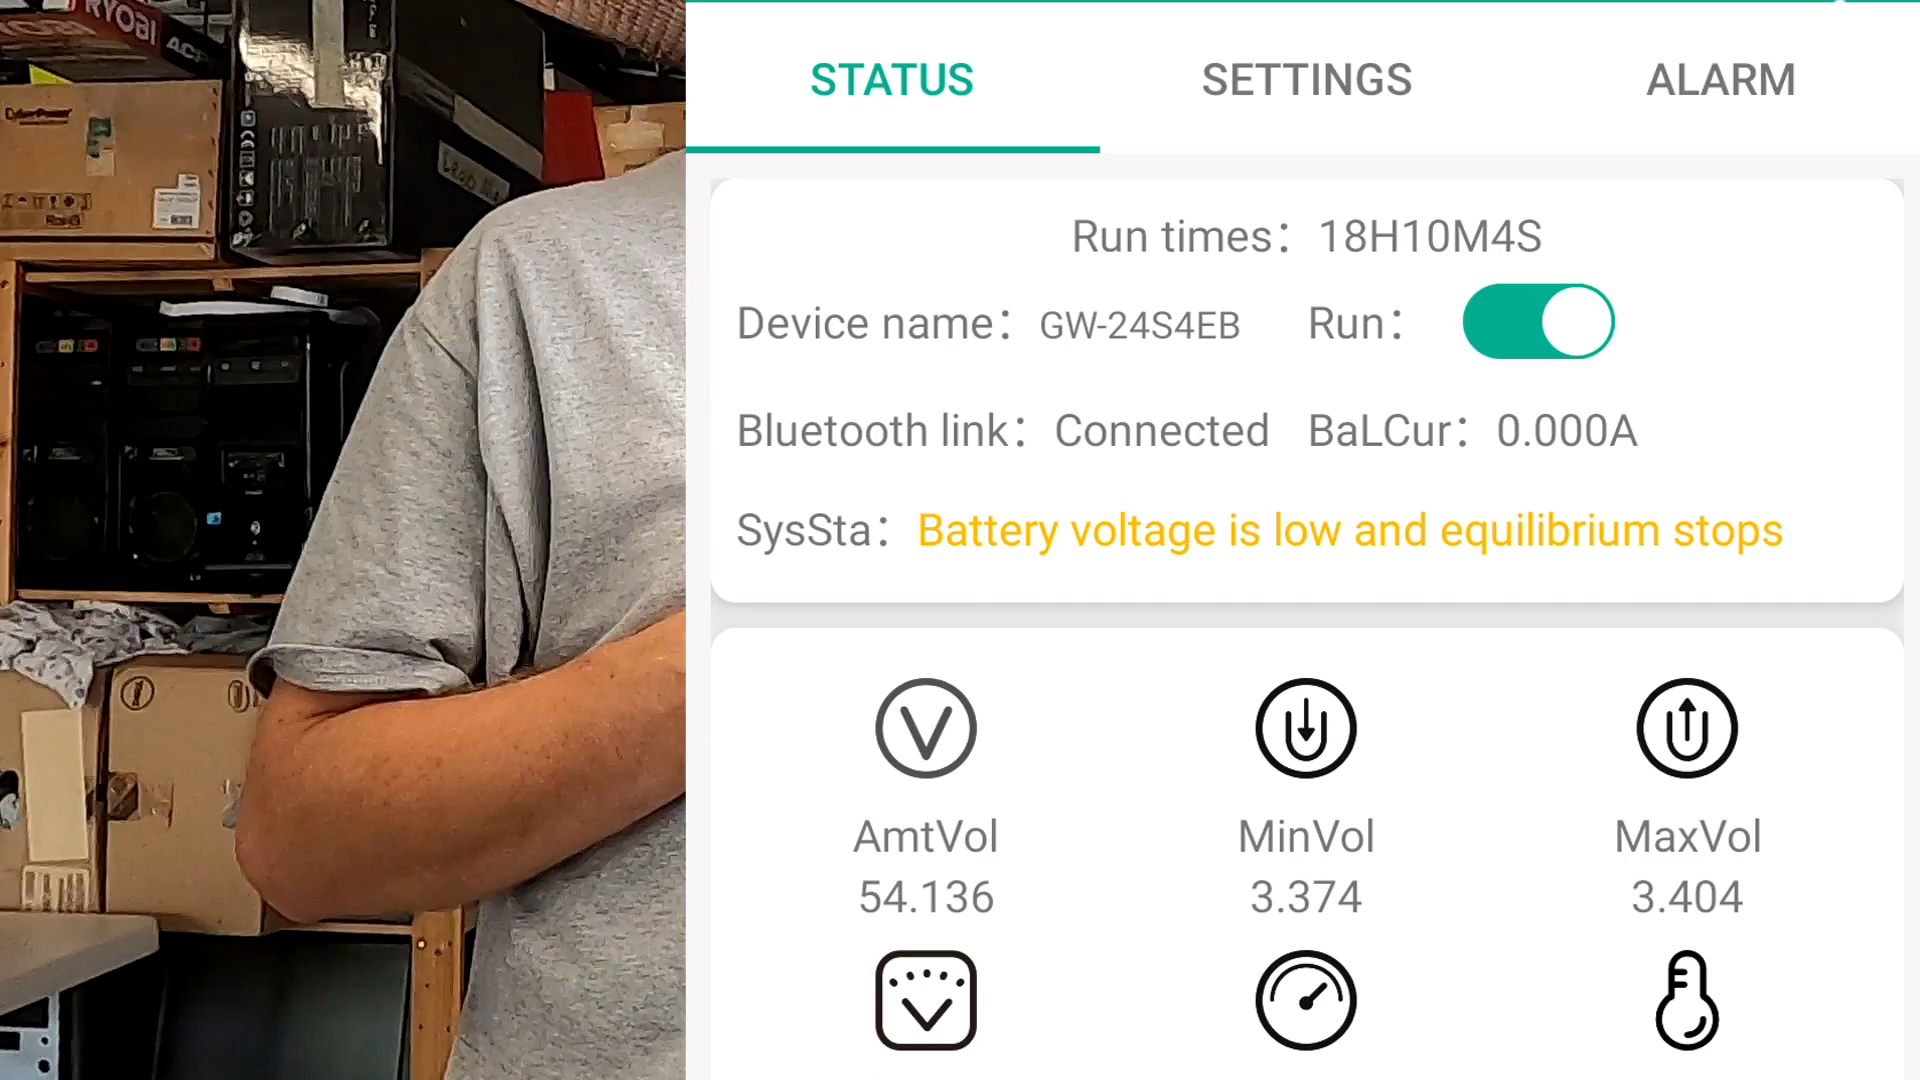 RYOBI
CyberPower
STATUS
SETTINGS
ALARM
Run times: 18H10M4S
Device name: GW-24S4EB
Run:
Bluetooth link: Connected
BaLCur: 0.000A
SysSta: Battery voltage is low and equilibrium stops
AmtVol
MinVol
MaxVol
54.136
3.374
3.404